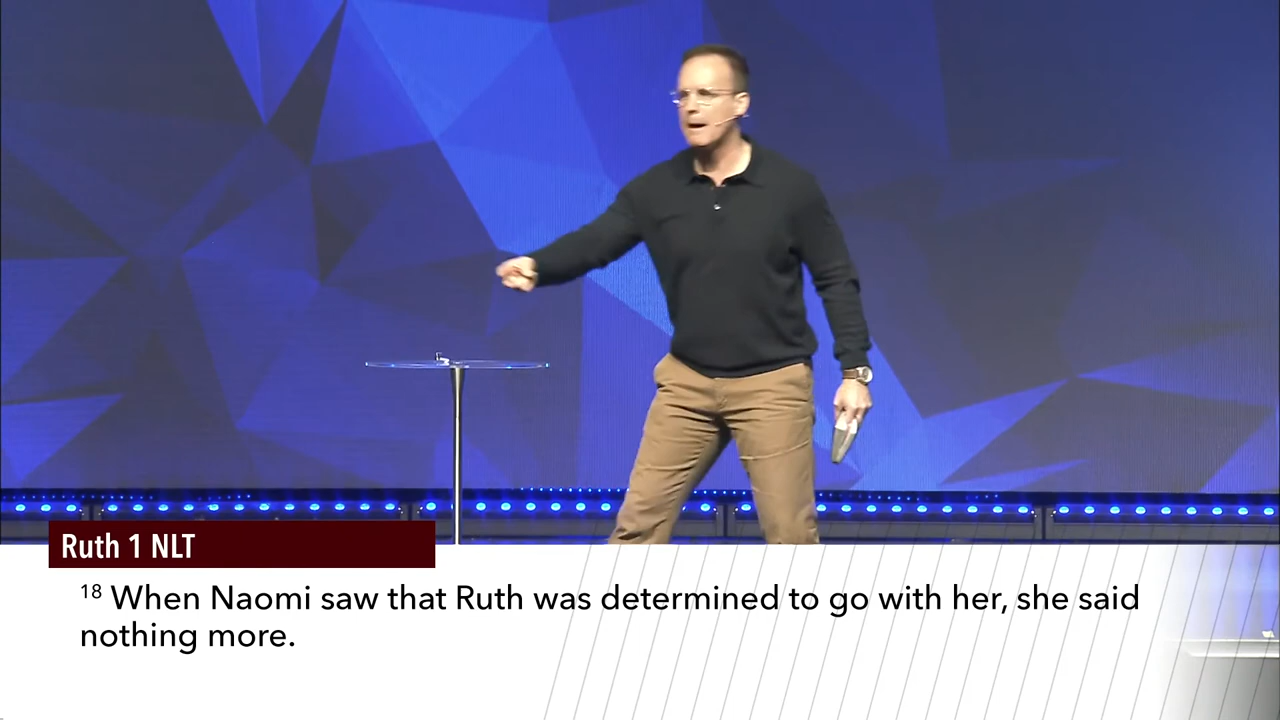 Ruth 1 NLT
18 When Naomi saw that Ruth was determined to go with her, she said
nothing more.